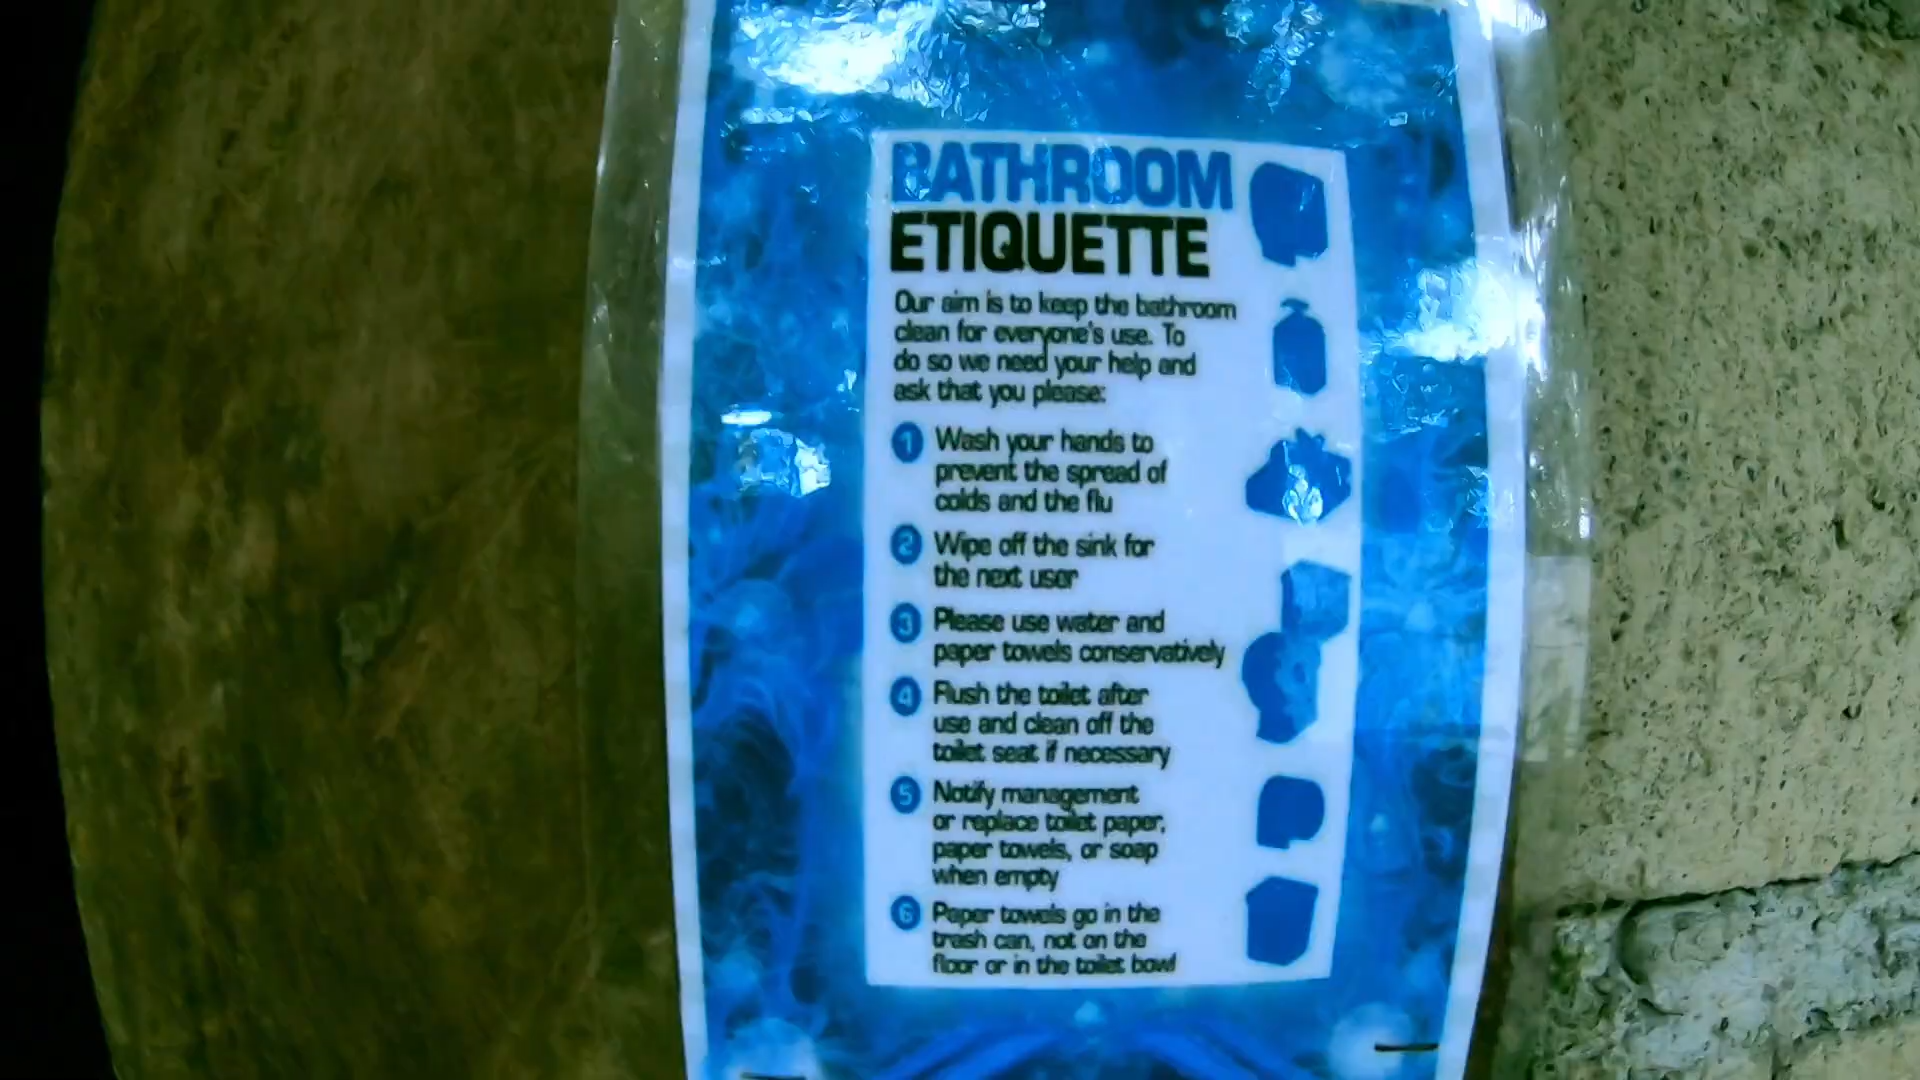 BATHROOM
ETIQUETTE
Our aim is to keep the bathroom
clean for everyone's use. To
do so we need your help and
ask that you please:
1 Wash your hands to
prevent the spread of
colds and the flu
2 Wipe off the sink for
the next user
3 Please use water and
paper towels conservatively
4 Flush the toilet after
use and clean off the
toilet seat if necessary
5 Notify management
or replace toilet paper,
paper towels, or soap
when empty
6 Paper towels go in the
trash can, not on the
floor or in the toilet bowl